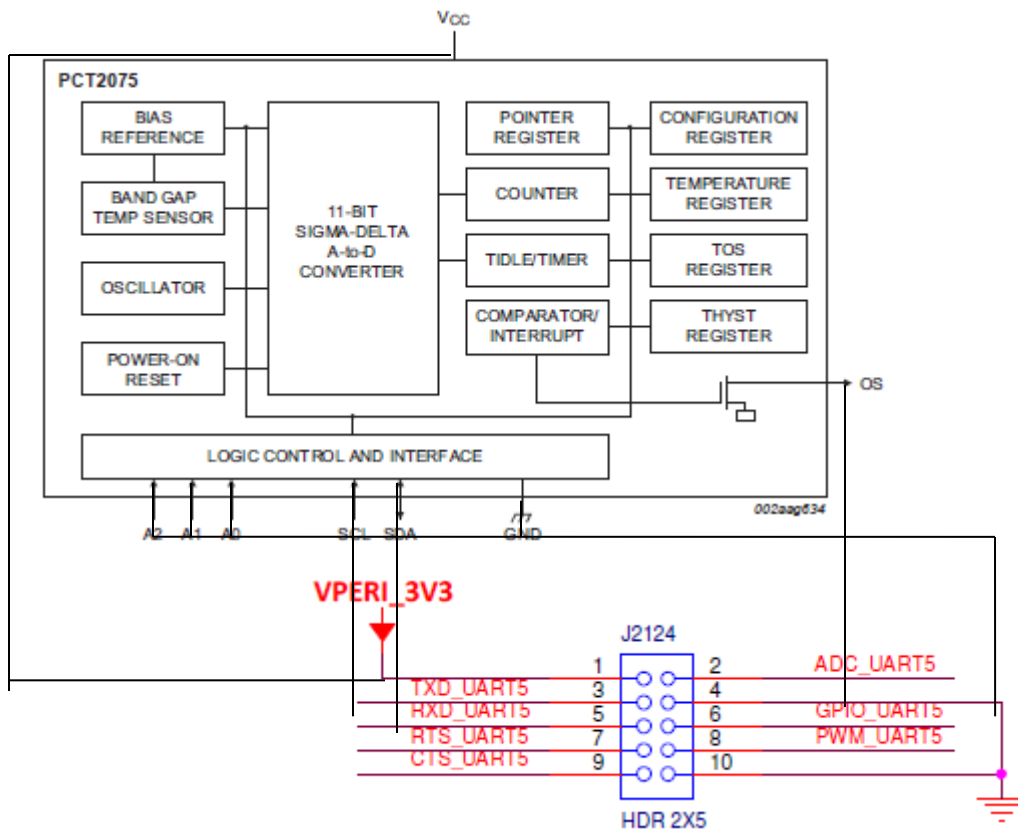 VCC
PCT2075
BIAS
REFERENCE
BAND GAP
TEMP SENSOR
OSCILLATOR
POWER-ON
RESET
11-BIT
SIGMA-DELTA
A-to-D
CONVERTER
POINTER
REGISTER
COUNTER
TIDLE/TIMER
COMPARATOR/
INTERRUPT
CONFIGURATION
REGISTER
TEMPERATURE
REGISTER
TOS
REGISTER
THYST
REGISTER
OS
LOGIC CONTROL AND INTERFACE
002aag634
A2 A1 A0 SCL SDA GND
VPERI_3V3
J2124
1 2 ADC_UART5
TXD_UART5 3 4
RXD_UART5 5 6 GPIO_UART5
RTS_UART5 7 8 PWM_UART5
CTS_UART5 9 10
HDR 2X5